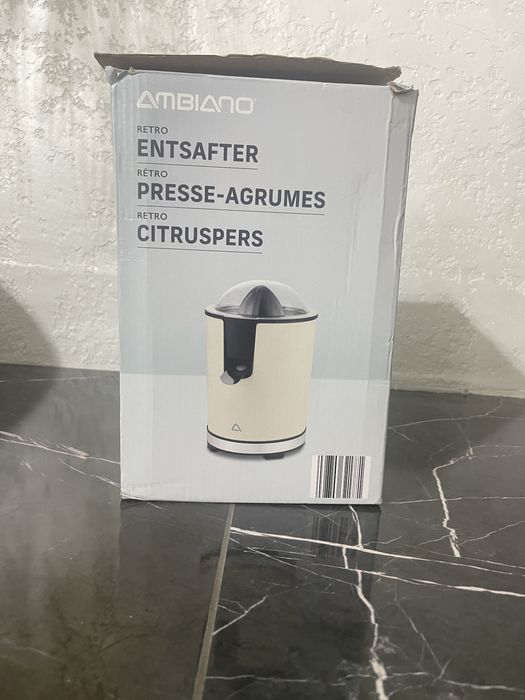 AMBIANO
RETRO
ENTSAFTER
RÉTRO
PRESSE-AGRUMES
RETRO
CITRUSPERS